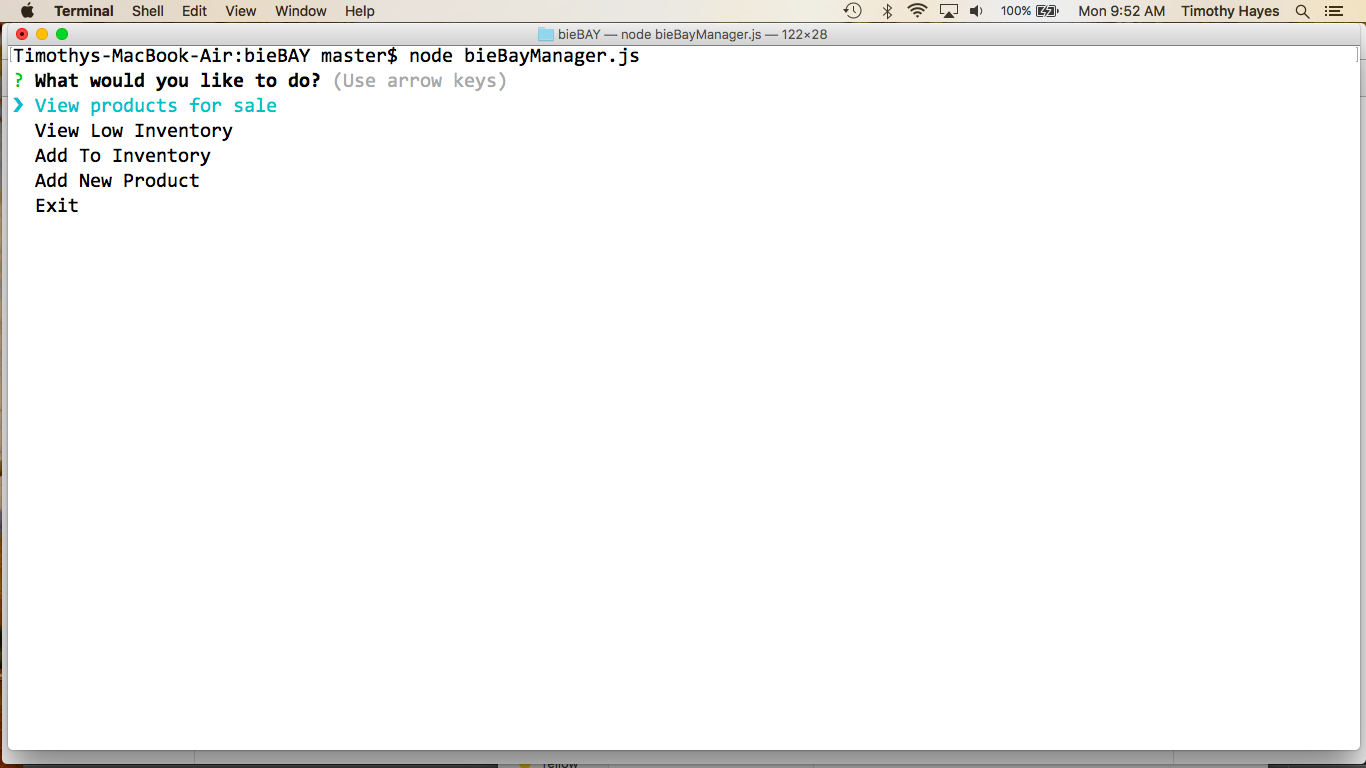 Terminal Shell Edit View Window Help 100% Mon 9:52 AM Timothy Hayes
bieBAY — node bieBayManager.js — 122×28
Timothys-MacBook-Air:bieBAY master$ node bieBayManager.js
? What would you like to do? (Use arrow keys)
❯ View products for sale
View Low Inventory
Add To Inventory
Add New Product
Exit
Yellow